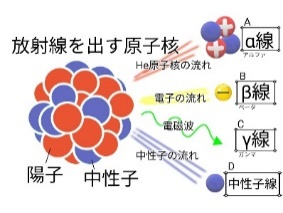 放射線を出す原子核
A
α線
アルファ
He原子核の流れ
B
β線
ベータ
電子の流れ
電磁波
C
γ線
ガンマ
中性子の流れ
D
中性子線
陽子
中性子